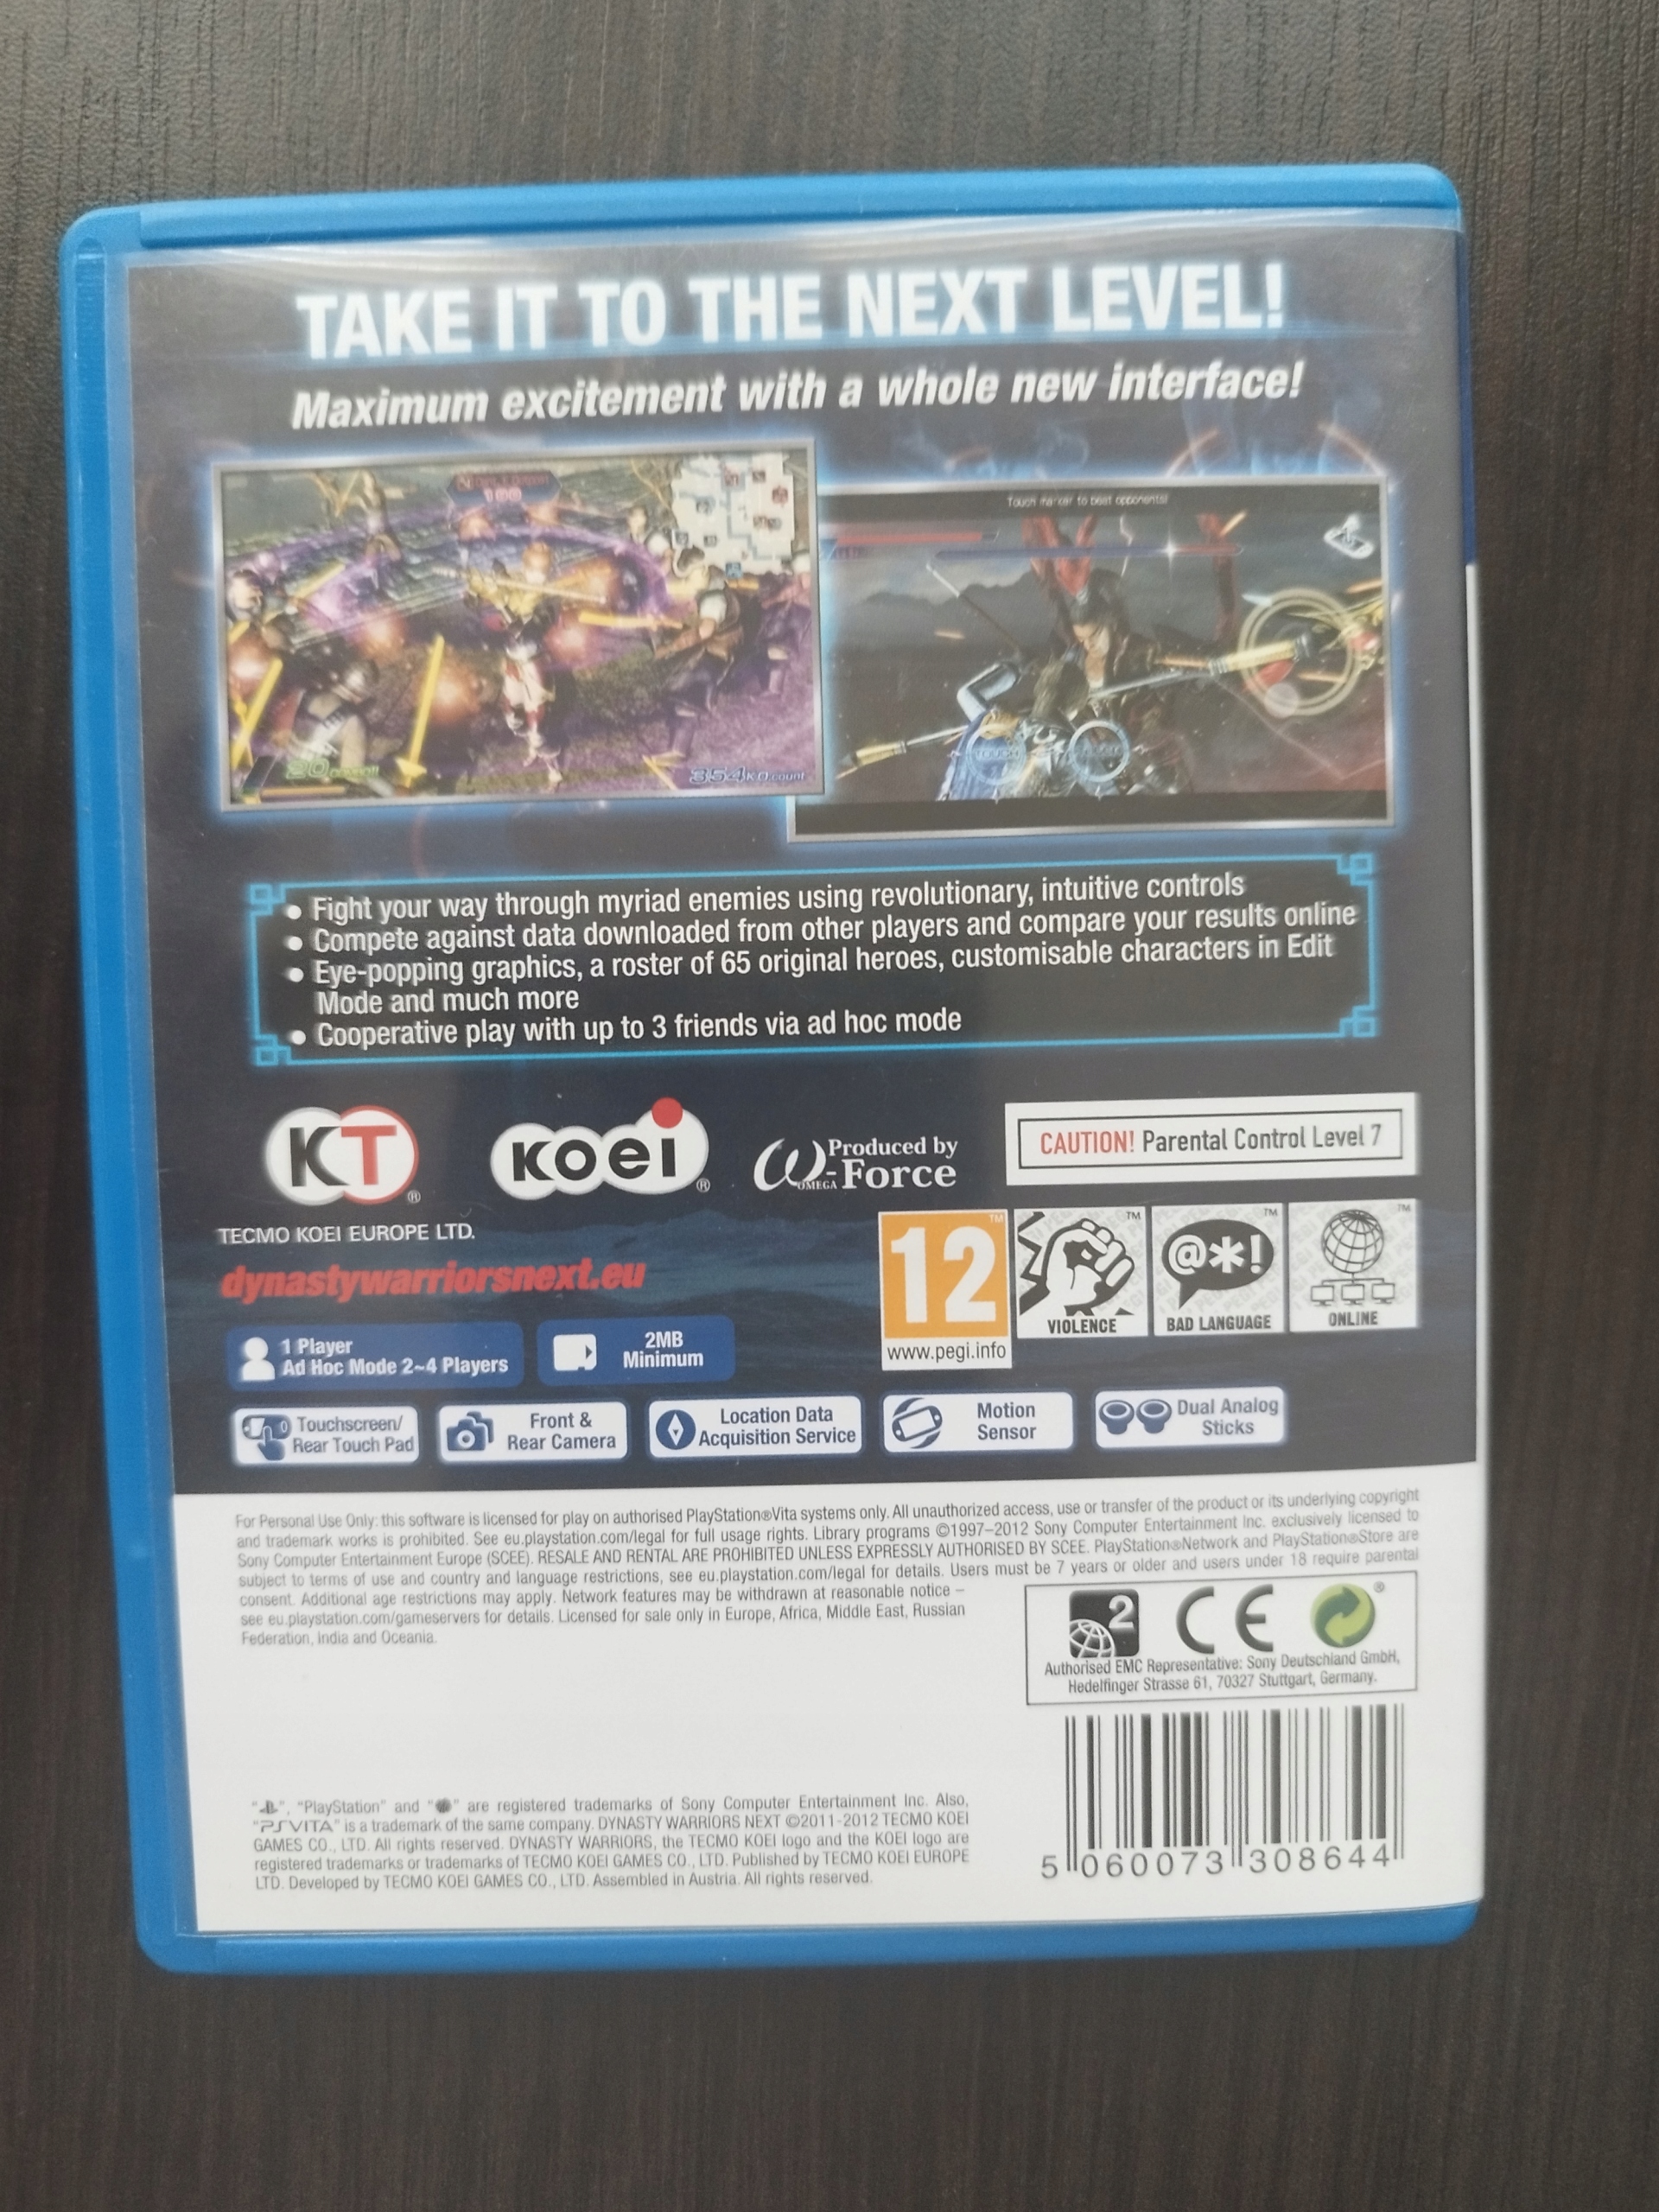 TAKE IT TO THE NEXT LEVEL!
Maximum excitement with a whole new interface!
100
20
354 K.O. count
Touch marker to beat opponents!
TOUCH
• Fight your way through myriad enemies using revolutionary, intuitive controls
• Compete against data downloaded from other players and compare your results online
• Eye-popping graphics, a roster of 65 original heroes, customisable characters in Edit
Mode and much more
• Cooperative play with up to 3 friends via ad hoc mode
KT®
KOEI®
ω-Force
OMEGA
Produced by
CAUTION! Parental Control Level 7
TECMO KOEI EUROPE LTD.
dynastywarriorsnext.eu
12™
www.pegi.info
™
VIOLENCE
@*!™
BAD LANGUAGE
™
ONLINE
1 Player
Ad Hoc Mode 2~4 Players
2MB
Minimum
Touchscreen/
Rear Touch Pad
Front &
Rear Camera
Location Data
Acquisition Service
Motion
Sensor
Dual Analog
Sticks
For Personal Use Only: this software is licensed for play on authorised PlayStation®Vita systems only. All unauthorized access, use or transfer of the product or its underlying copyright
and trademark works is prohibited. See eu.playstation.com/legal for full usage rights. Library programs ©1997–2012 Sony Computer Entertainment Inc. exclusively licensed to
Sony Computer Entertainment Europe (SCEE). RESALE AND RENTAL ARE PROHIBITED UNLESS EXPRESSLY AUTHORISED BY SCEE. PlayStation®Network and PlayStation®Store are
subject to terms of use and country and language restrictions, see eu.playstation.com/legal for details. Users must be 7 years or older and users under 18 require parental
consent. Additional age restrictions may apply. Network features may be withdrawn at reasonable notice –
see eu.playstation.com/gameservers for details. Licensed for sale only in Europe, Africa, Middle East, Russian
Federation, India and Oceania.
2
CE
®
Authorised EMC Representative: Sony Deutschland GmbH,
Hedelfinger Strasse 61, 70327 Stuttgart, Germany.
“ ”, “PlayStation” and “ ” are registered trademarks of Sony Computer Entertainment Inc. Also,
“PSVITA” is a trademark of the same company. DYNASTY WARRIORS NEXT ©2011-2012 TECMO KOEI
GAMES CO., LTD. All rights reserved. DYNASTY WARRIORS, the TECMO KOEI logo and the KOEI logo are
registered trademarks or trademarks of TECMO KOEI GAMES CO., LTD. Published by TECMO KOEI EUROPE
LTD. Developed by TECMO KOEI GAMES CO., LTD. Assembled in Austria. All rights reserved.
5 060073 308644